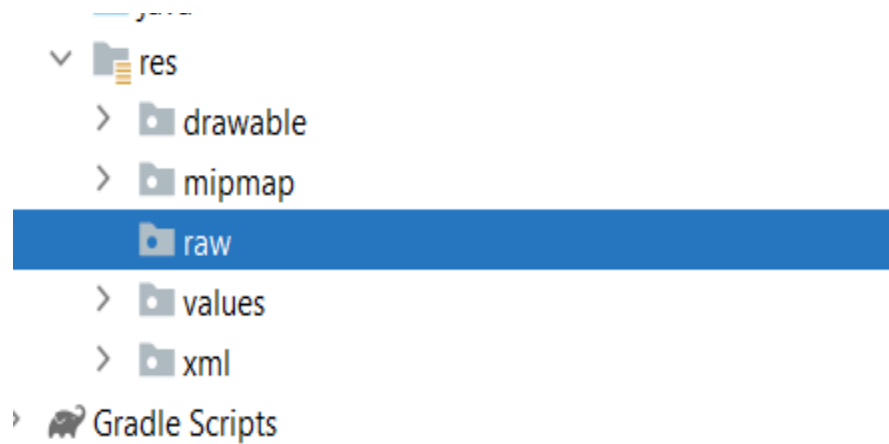 res
drawable
mipmap
raw
values
xml
Gradle Scripts